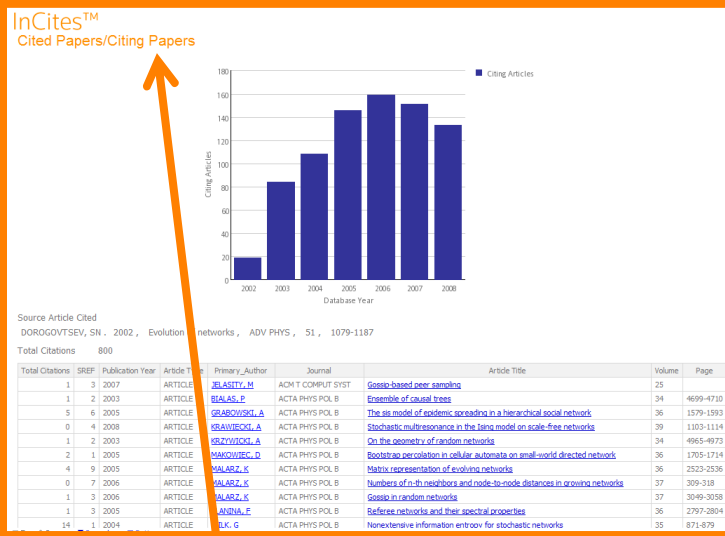 InCites™
Cited Papers/Citing Papers
180
160
140
120
100
80
60
40
20
0
Citing Articles
Citing Articles
2002 2003 2004 2005 2006 2007 2008
Database Year
Source Article Cited
DOROGOVTSEV, SN . 2002 , Evolution networks , ADV PHYS , 51 , 1079-1187
Total Citations 800
Total Citations SREF Publication Year Article Primary_Author Journal Article Title Volume Page
1 3 2007 ARTICLE JELASITY, M ACM T COMPUT SYST Gossip-based peer sampling 25
1 2 2003 ARTICLE BIALAS, P ACTA PHYS POL B Ensemble of causal trees 34 4699-4710
5 6 2005 ARTICLE GRABOWSKI, A ACTA PHYS POL B The sis model of epidemic spreading in a hierarchical social network 36 1579-1593
0 4 2008 ARTICLE KRAWIECKI, A ACTA PHYS POL B Stochastic multiresonance in the Ising model on scale-free networks 39 1103-1114
1 2 2003 ARTICLE KRZYWICKI, A ACTA PHYS POL B On the geometry of random networks 34 4965-4973
2 1 2005 ARTICLE MAKOWIEC, D ACTA PHYS POL B Bootstrap percolation in cellular automata on small-world directed network 36 1705-1714
4 9 2005 ARTICLE MALARZ, K ACTA PHYS POL B Matrix representation of evolving networks 36 2523-2536
0 7 2006 ARTICLE MALARZ, K ACTA PHYS POL B Numbers of n-th neighbors and node-to-node distances in growing networks 37 309-318
1 3 2006 ARTICLE MALARZ, K ACTA PHYS POL B Gossip in random networks 37 3049-3058
1 3 2005 ARTICLE ACTA PHYS POL B Referee networks and their spectral properties 36 2797-2804
14 1 2004 ARTICLE ACTA PHYS POL B Nonextensive information entropy for stochastic networks 35 871-879